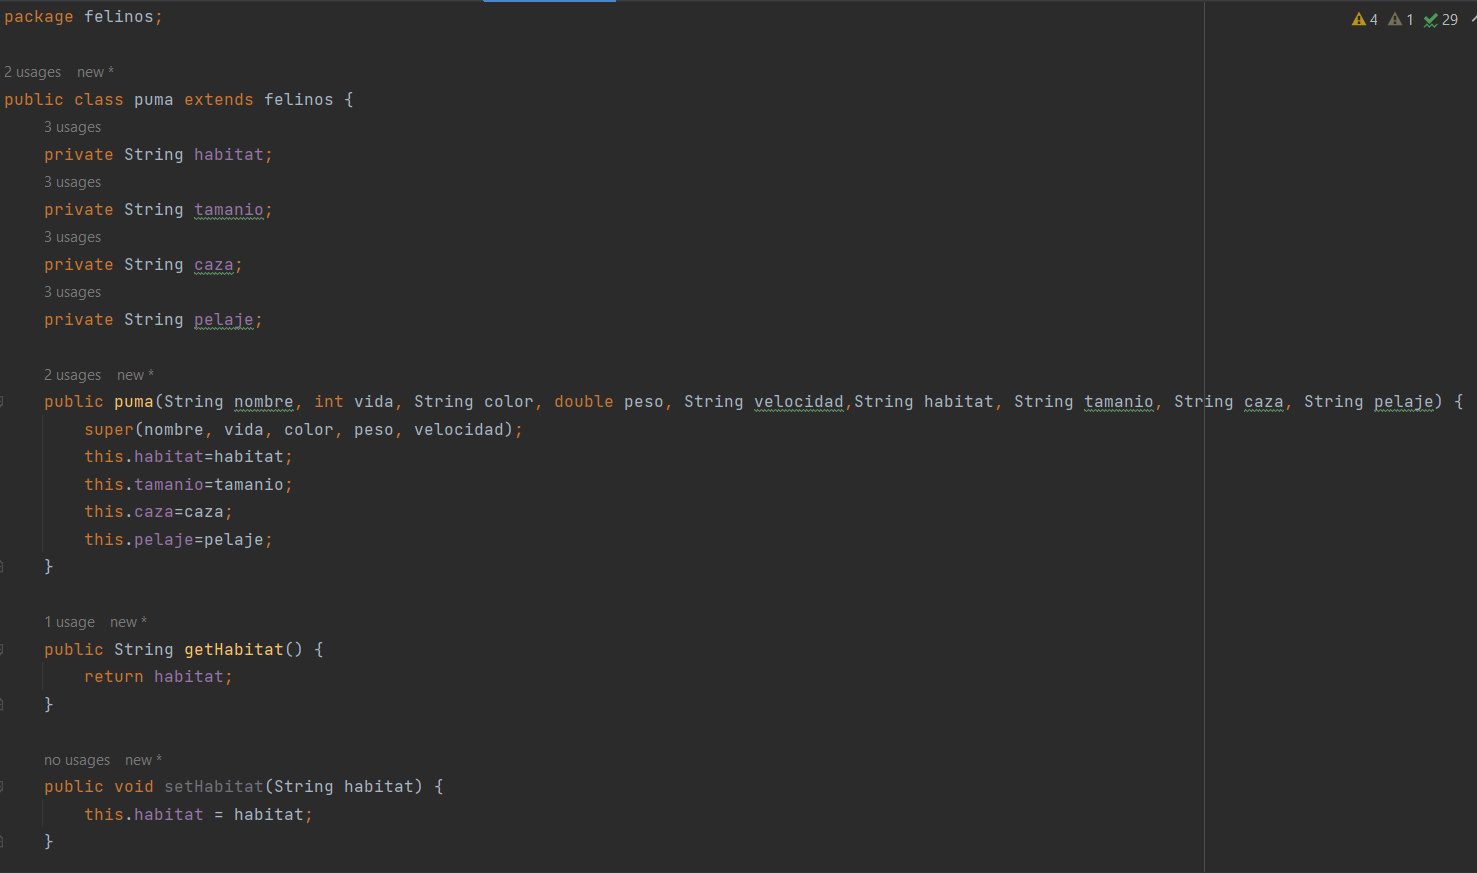 package felinos;
4 1 29
2 usages new *
public class puma extends felinos {
3 usages
private String habitat;
3 usages
private String tamanio;
3 usages
private String caza;
3 usages
private String pelaje;
2 usages new *
public puma(String nombre, int vida, String color, double peso, String velocidad,String habitat, String tamanio, String caza, String pelaje) {
super(nombre, vida, color, peso, velocidad);
this.habitat=habitat;
this.tamanio=tamanio;
this.caza=caza;
this.pelaje=pelaje;
}
1 usage new *
public String getHabitat() {
return habitat;
}
no usages new *
public void setHabitat(String habitat) {
this.habitat = habitat;
}